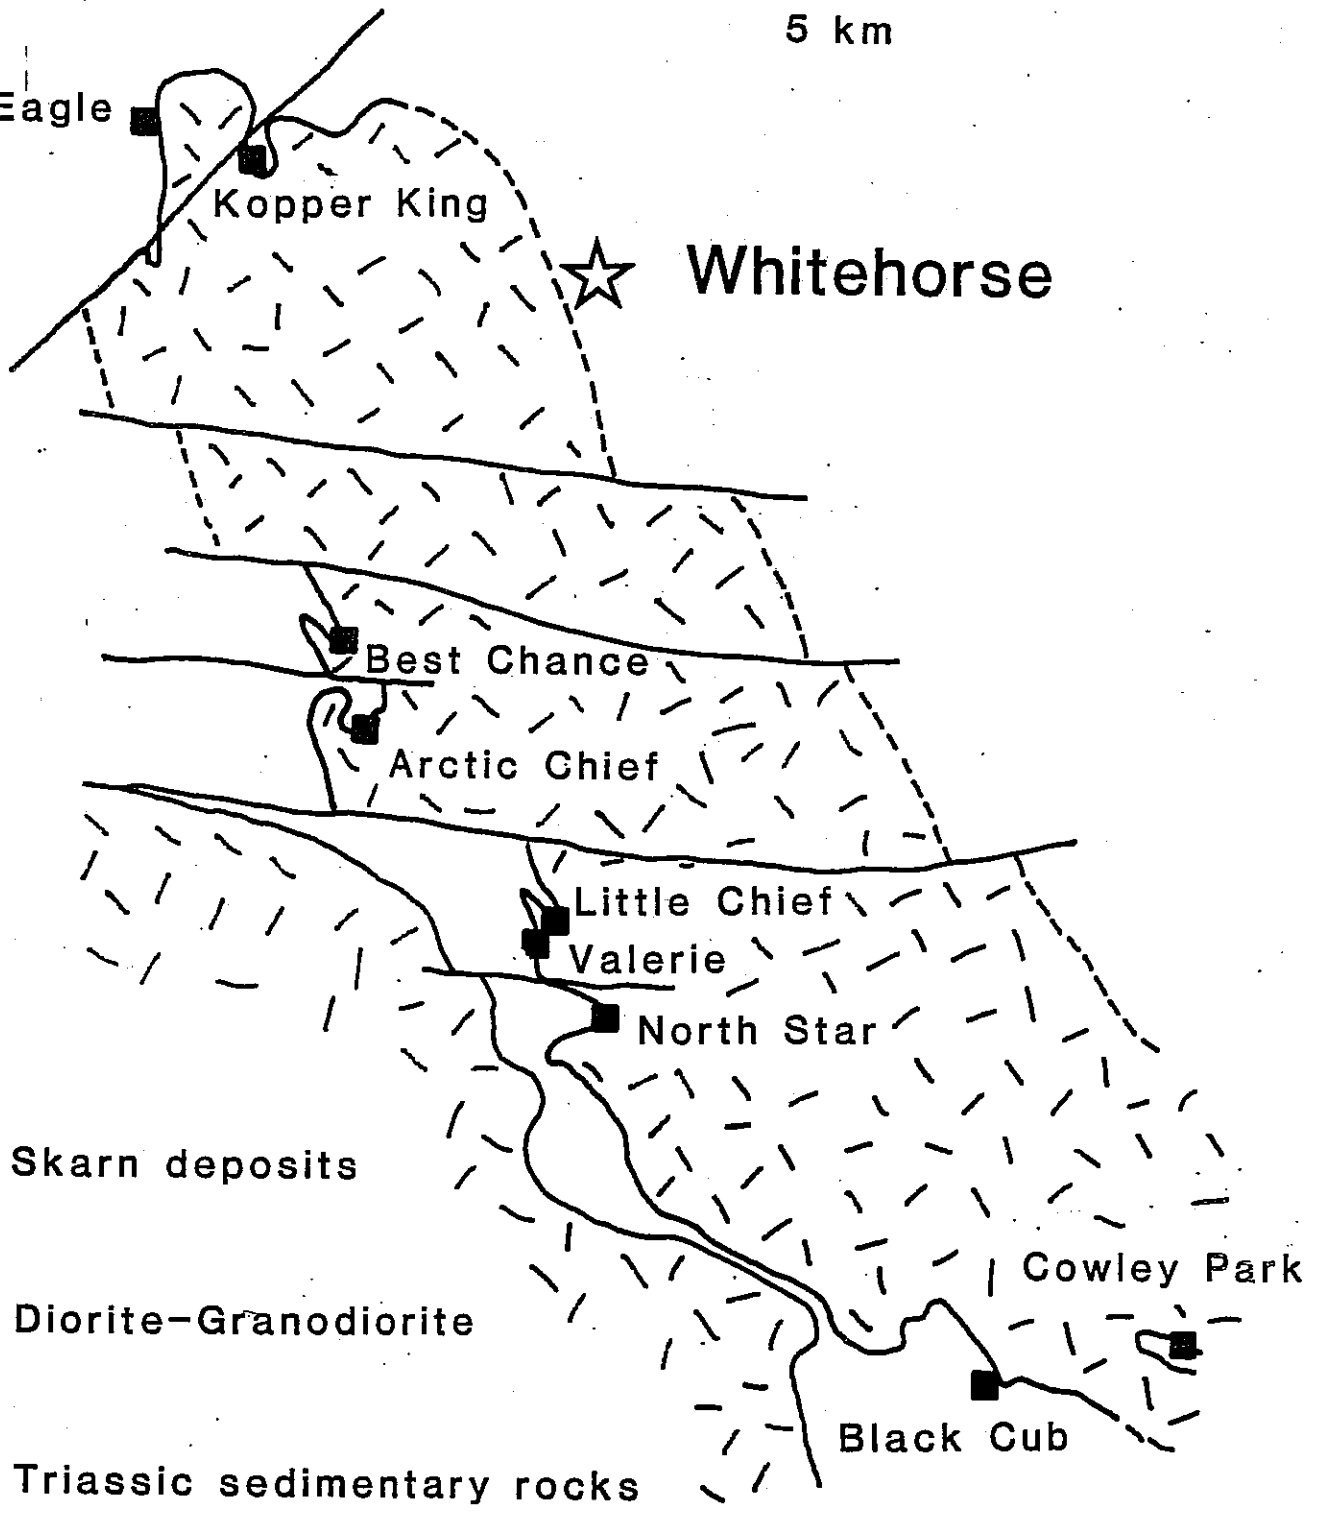 5 km
Eagle
Kopper King
Whitehorse
Best Chance
Arctic Chief
Little Chief
Valerie
North Star
Skarn deposits
Cowley Park
Diorite-Granodiorite
Black Cub
Triassic sedimentary rocks